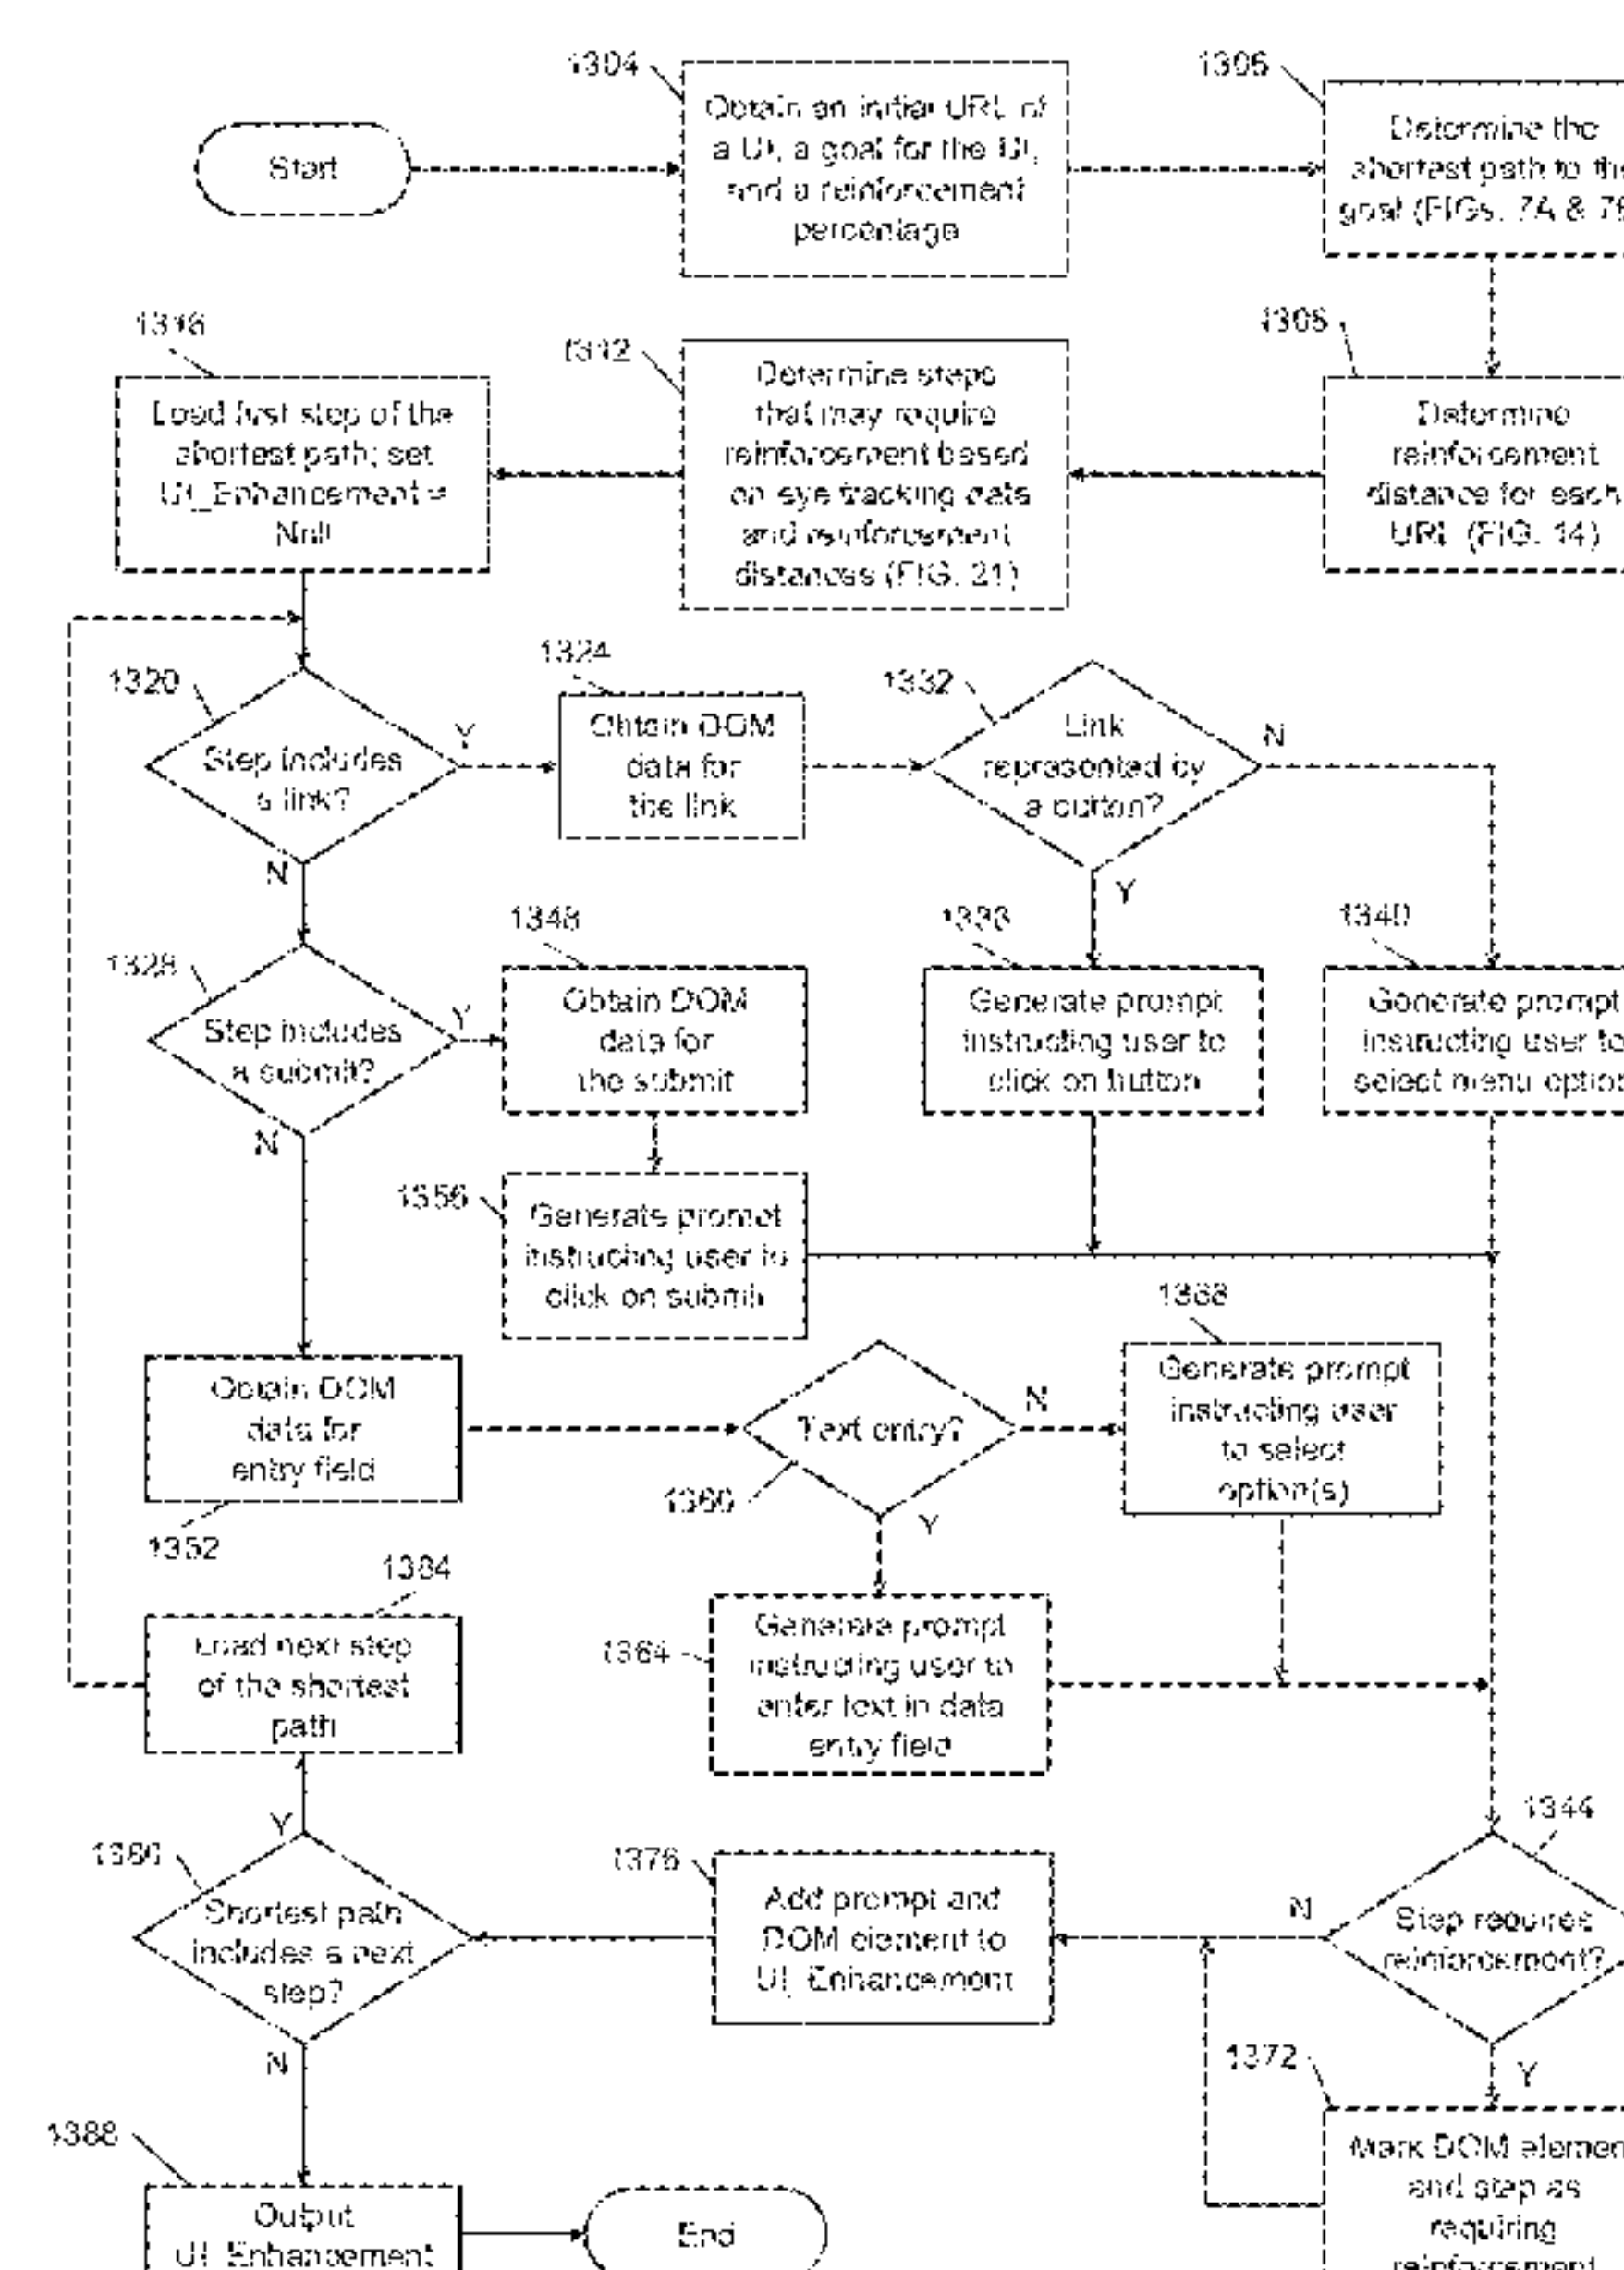 1304
Start
Obtain an initial URL of
a UI, a goal for the UI,
and a reinforcement
percentage
1306
Determine the
shortest path to the
goal (FIGs. 7A & 7B
1316
Load first step of the
shortest path; set
UI_Enhancement =
Null
1312
Determine steps
that may require
reinforcement based
on eye tracking data
and reinforcement
distances (FIG. 21)
Determine
reinforcement
distance for each
URL (FIG. 14)
1320
Step includes
a link?
Y
N
1324
Obtain DOM
data for
the link
1332
Link
represented by
a button?
N
Y
1328
Step includes
a submit?
Y
N
1348
Obtain DOM
data for
the submit
1336
Generate prompt
instructing user to
click on button
1340
Generate prompt
instructing user to
select menu option
1356
Generate prompt
instructing user to
click on submit
Obtain DOM
data for
entry field
1352
Text entry?
1360
N
Y
1368
Generate prompt
instructing user
to select
option(s)
1384
Load next step
of the shortest
path
1364
Generate prompt
instructing user to
enter text in data
entry field
Y
1380
Shortest path
includes a next
step?
N
1376
Add prompt and
DOM element to
UI_Enhancement
1344
N
Step requires
reinforcement?
Y
1372
Mark DOM elemen
and step as
requiring
reinforcement
1388
Output
UI_Enhancement
End